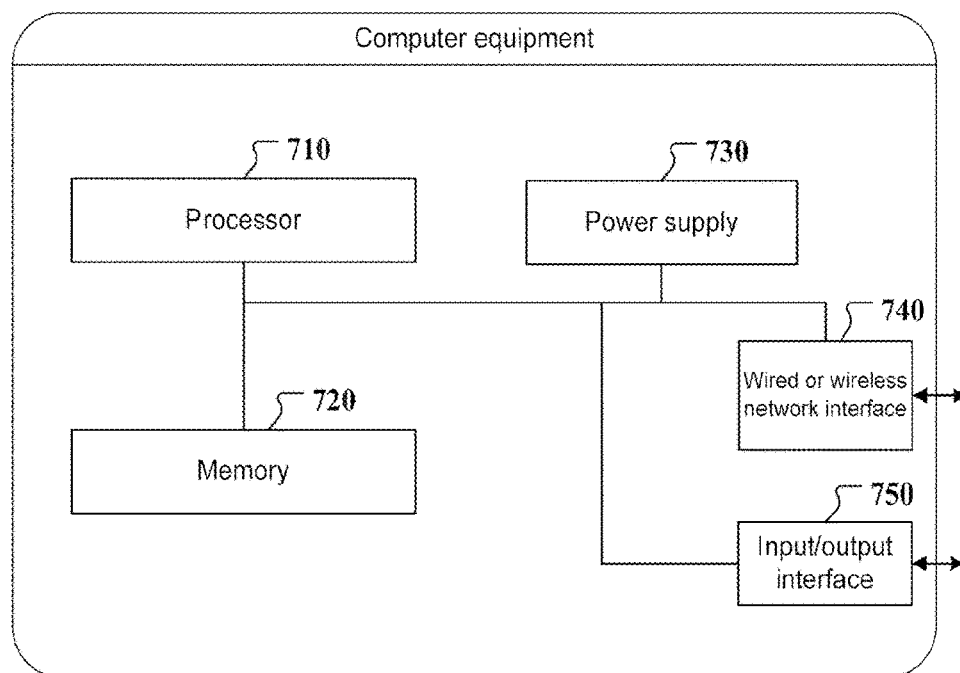 Computer equipment
710
Processor
730
Power supply
740
Wired or wireless
network interface
720
Memory
750
Input/output
interface